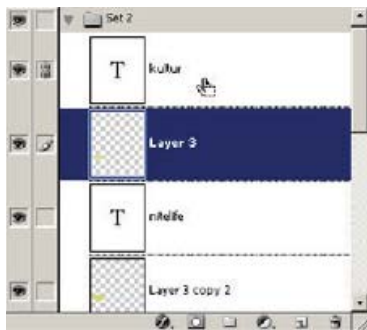 Set 2
T kultur
Layer 3
T nitelife
Layer 3 copy 2